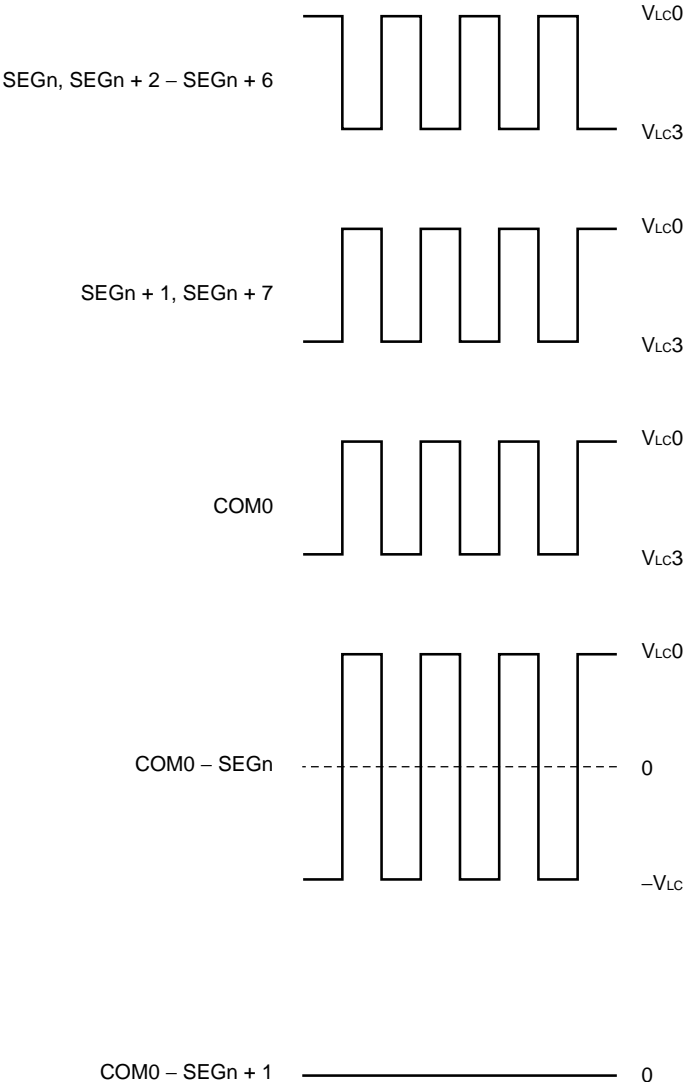 VLC0
SEGn, SEGn + 2 – SEGn + 6
VLC3
VLC0
SEGn + 1, SEGn + 7
VLC3
VLC0
COM0
VLC3
VLC0
COM0 – SEGn
0
–VLC
COM0 – SEGn + 1
0